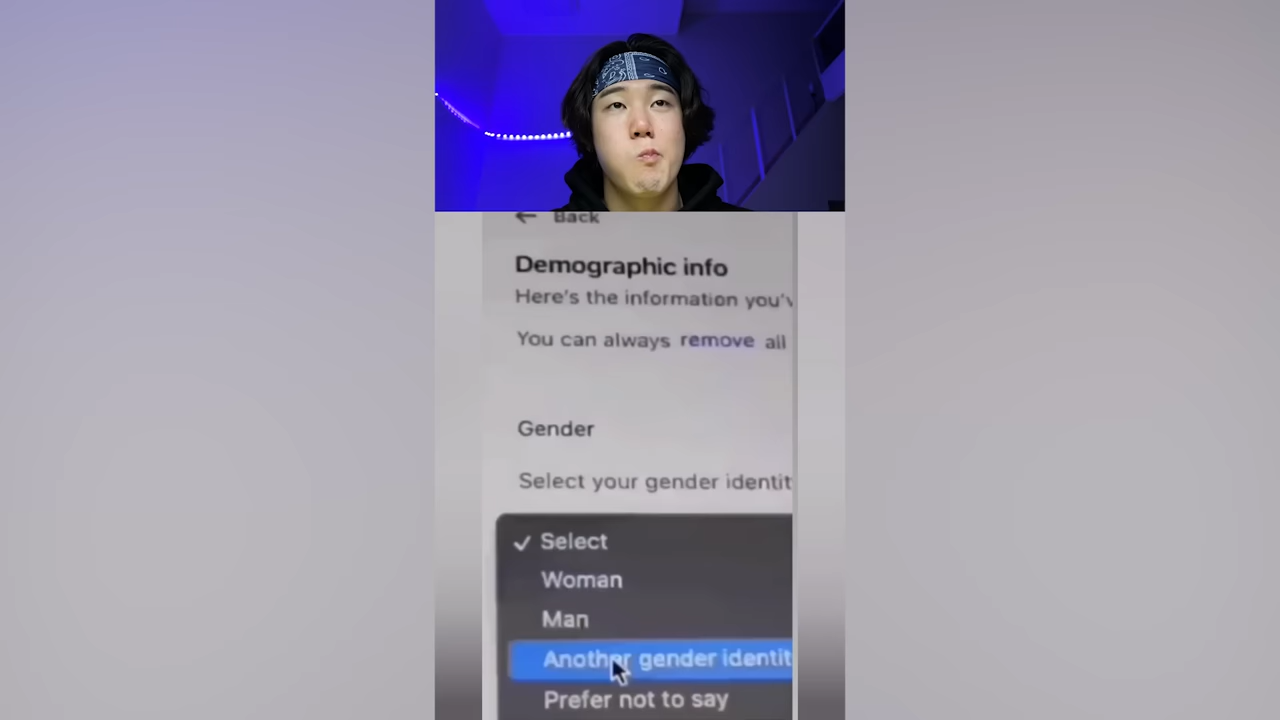 ← Back
Demographic info
Here's the information you'v
You can always remove all
Gender
Select your gender identit
✓ Select
Woman
Man
Another gender identit
Prefer not to say